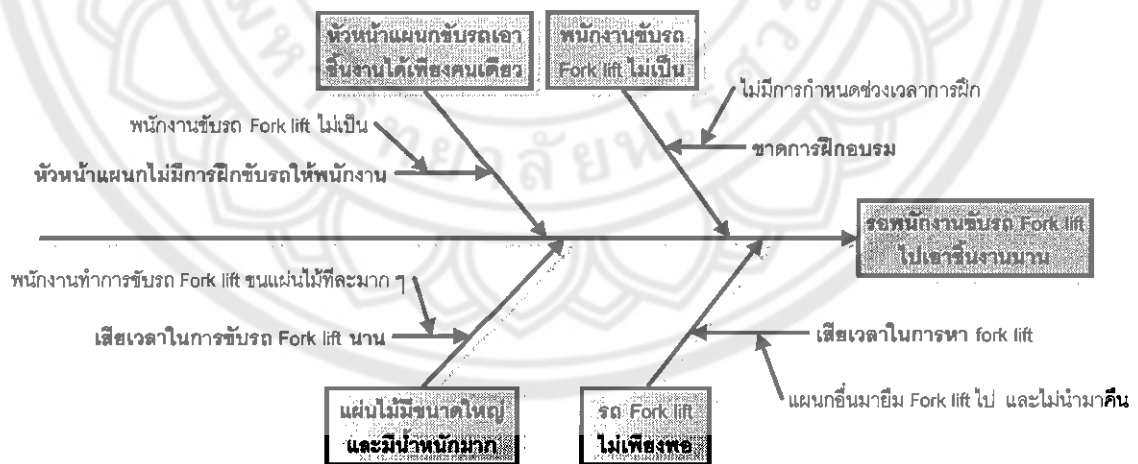 หัวหน้าแผนกขับรถเอา
ชิ้นงานได้เพียงคนเดียว
พนักงานขับรถ
Fork lift ไม่เป็น
ไม่มีการกำหนดช่วงเวลาการฝึก
พนักงานขับรถ Fork lift ไม่เป็น
ขาดการฝึกอบรม
หัวหน้าแผนกไม่มีการฝึกขับรถให้พนักงาน
รอพนักงานขับรถ Fork lift
ไปเอาชิ้นงานนาน
พนักงานทำการขับรถ Fork lift ขนแผ่นไม้ทีละมาก ๆ
เสียเวลาในการขับรถ Fork lift นาน
เสียเวลาในการหา fork lift
แผ่นไม้มีขนาดใหญ่
และมีน้ำหนักมาก
รถ Fork lift
ไม่เพียงพอ
แผนกอื่นมายืม Fork lift ไป และไม่นำมาคืน